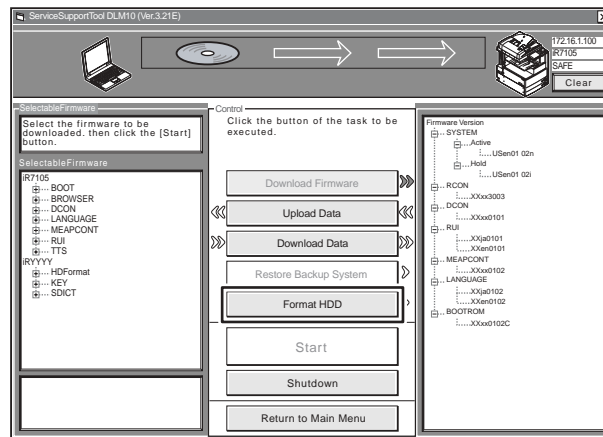 ServiceSupportTool DLM10 (Ver.3.21E)
172.16.1.100
iR7105
SAFE
Clear
SelectableFirmware
Select the firmware to be
downloaded. then click the [Start]
button.
SelectableFirmware
iR7105
BOOT
BROWSER
DCON
LANGUAGE
MEAPCONT
RUI
TTS
iRYYYY
HDFormat
KEY
SDICT
Control
Click the button of the task to be
executed.
Download Firmware
Upload Data
Download Data
Restore Backup System
Format HDD
Start
Shutdown
Return to Main Menu
Firmware Version
SYSTEM
Active
USen01 02n
Hold
USen01 02i
RCON
XXxx3003
DCON
XXxx0101
RUI
XXja0101
XXen0101
MEAPCONT
XXxx0102
LANGUAGE
XXja0102
XXen0102
BOOTROM
XXxx0102C